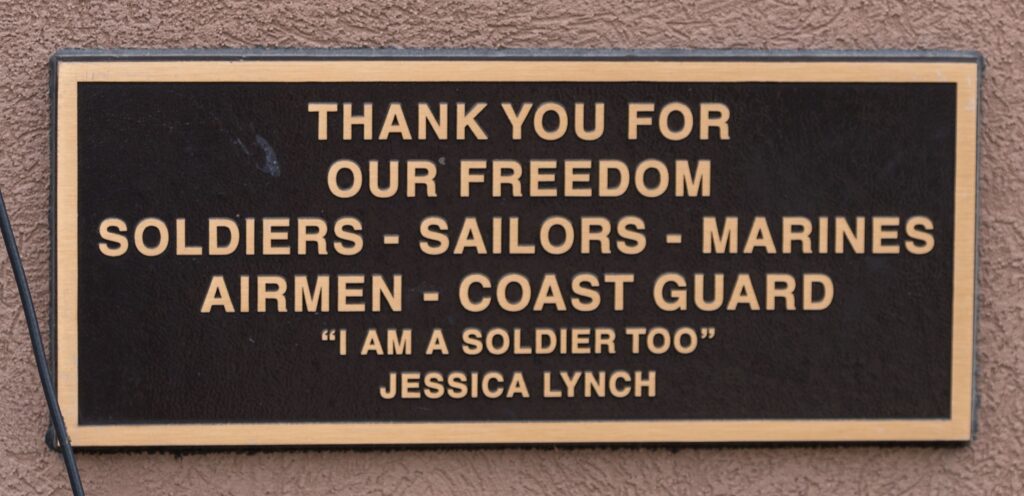 THANK YOU FOR
OUR FREEDOM
SOLDIERS - SAILORS - MARINES
AIRMEN - COAST GUARD
“I AM A SOLDIER TOO”
JESSICA LYNCH